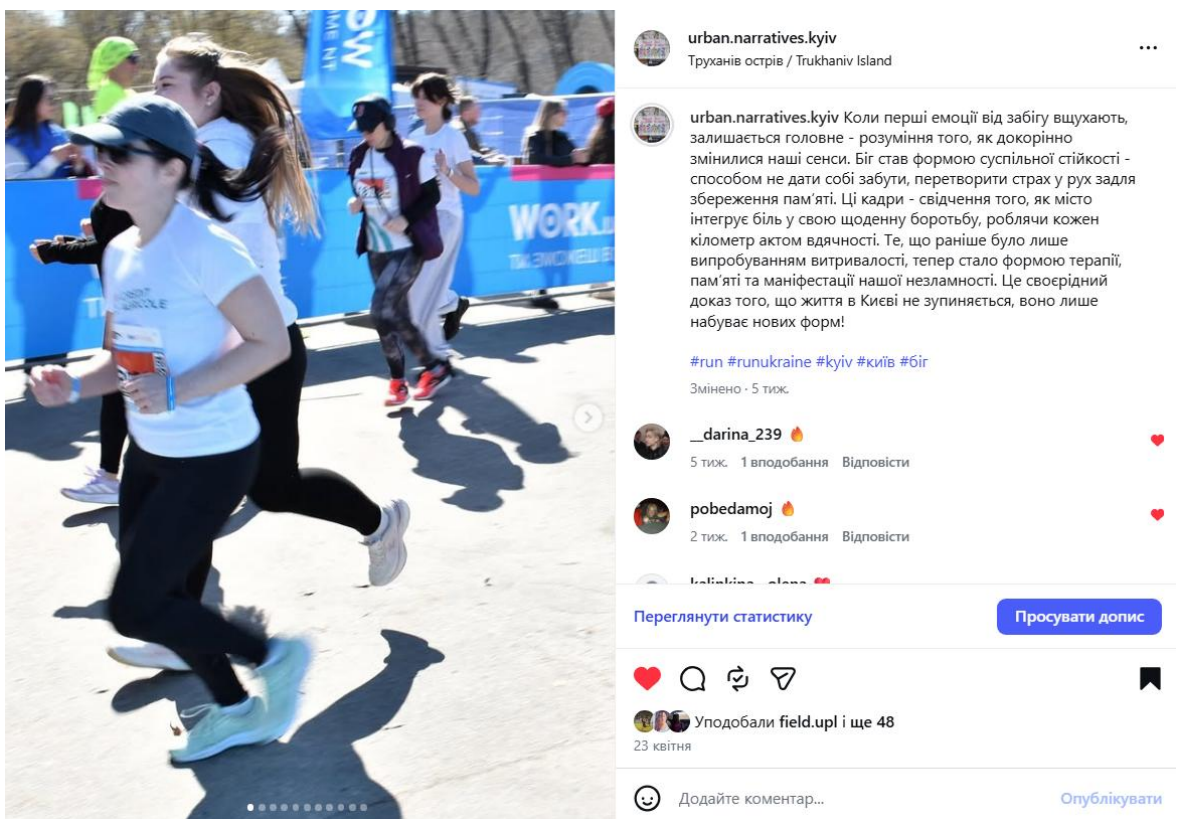 OW
ME NT
WORK.
urban.narratives.kyiv
Труханів острів / Trukhaniv Island
urban.narratives.kyiv Коли перші емоції від забігу вщухають,
залишається головне - розуміння того, як докорінно
змінилися наші сенси. Біг став формою суспільної стійкості -
способом не дати собі забути, перетворити страх у рух задля
збереження пам’яті. Ці кадри - свідчення того, як місто
інтегрує біль у свою щоденну боротьбу, роблячи кожен
кілометр актом вдячності. Те, що раніше було лише
випробуванням витривалості, тепер стало формою терапії,
пам’яті та маніфестації нашої незламності. Це своєрідний
доказ того, що життя в Києві не зупиняється, воно лише
набуває нових форм!
#run #runukraine #kyiv #київ #біг
Змінено · 5 тиж.
__darina_239 🔥
5 тиж. 1 вподобання Відповісти
pobedamoj 🔥
2 тиж. 1 вподобання Відповісти
Переглянути статистику
Просувати допис
Уподобали field.upl і ще 48
23 квітня
Додайте коментар...
Опублікувати